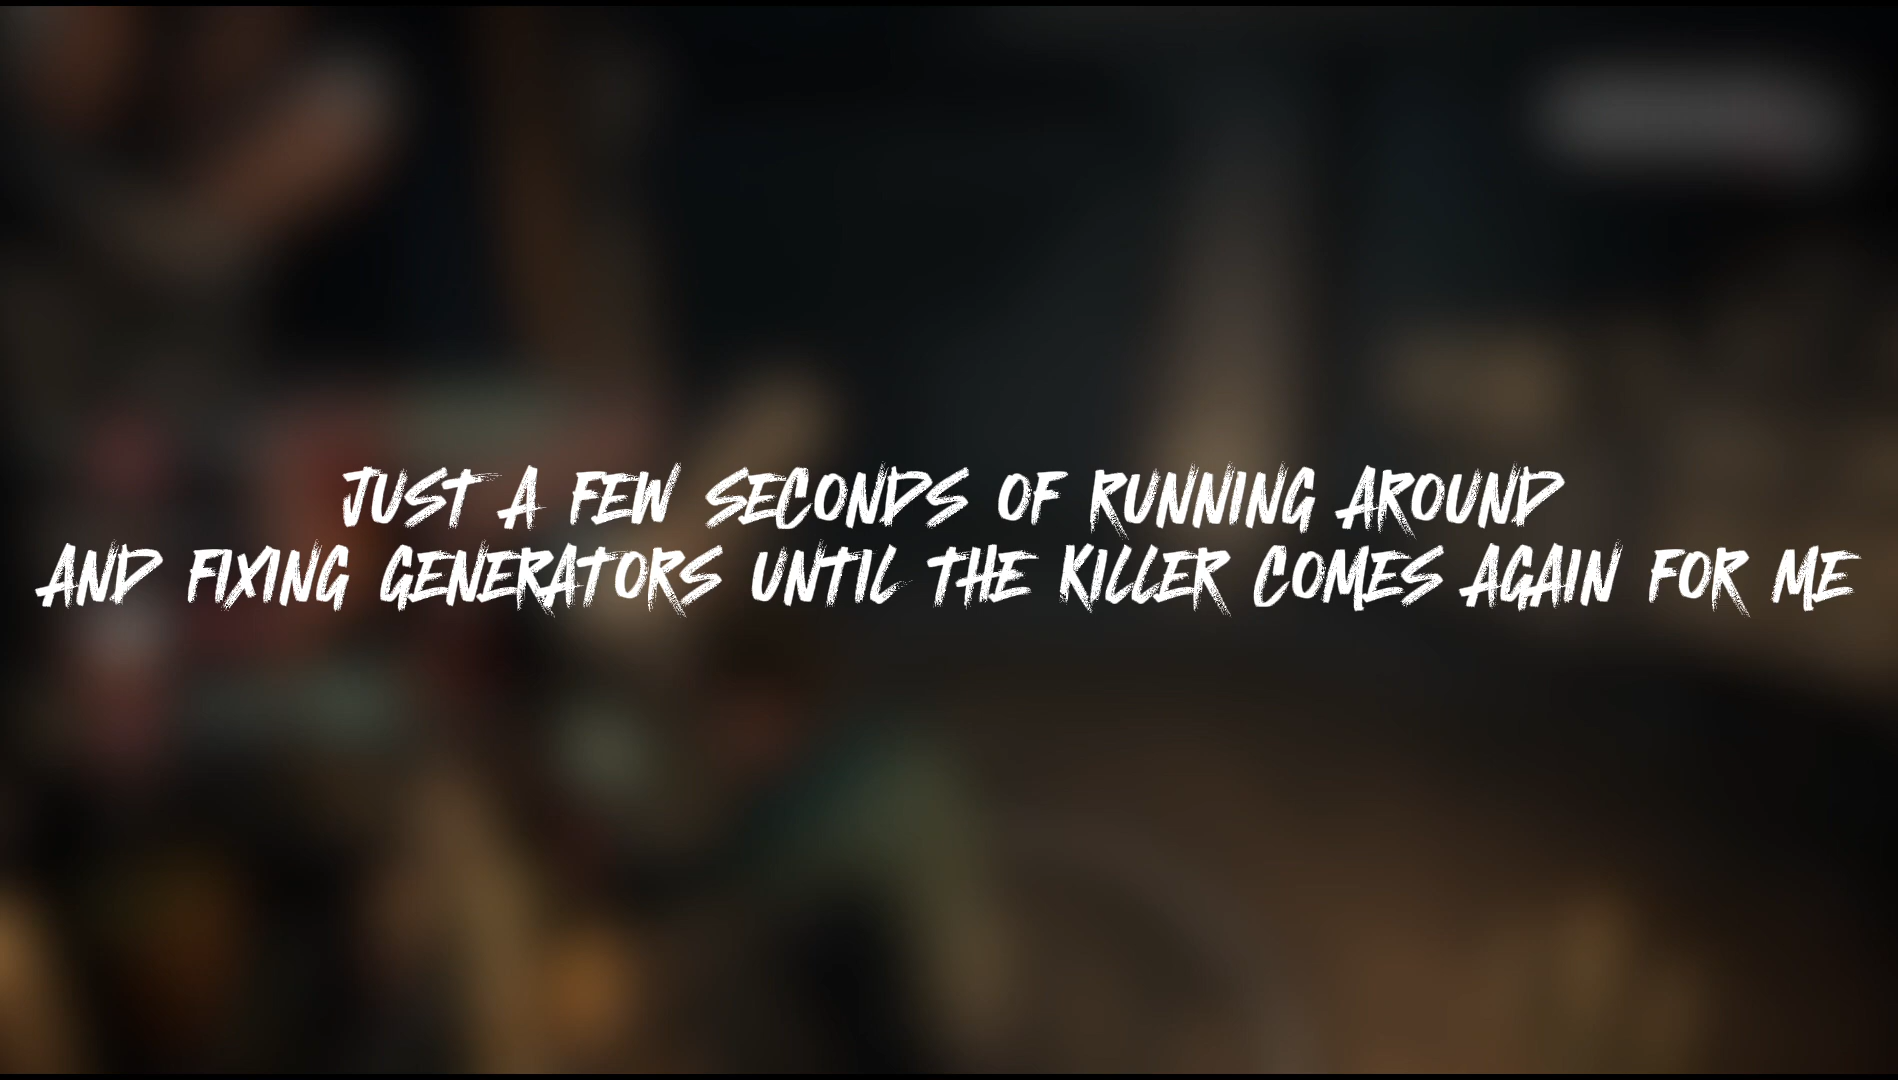 JUST A FEW SECONDS OF RUNNING AROUND
AND FIXING GENERATORS UNTIL THE KILLER COMES AGAIN FOR ME